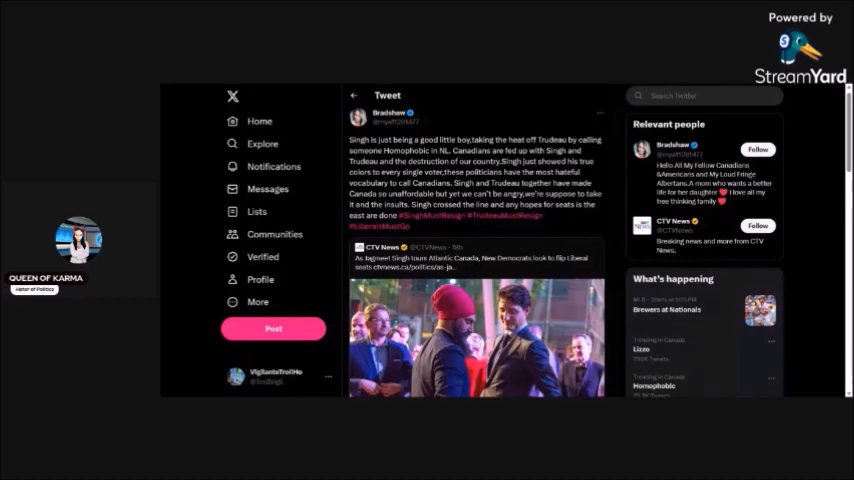 Powered by
StreamYard
Tweet
Search Twitter
Bradshaw
Home
Explore
Notifications
Messages
Lists
Communities
Verified
Profile
More
Post
VigilanteTrollHo
QUEEN OF KARMA
Hater of Politics
Singh is just being a good little boy,taking the heat off Trudeau by calling
someone Homophobic in NL. Canadians are fed up with Singh and
Trudeau and the destruction of our country.Singh just showed his true
colors to every single voter,these politicians have the most hateful
vocabulary to call Canadians. Singh and Trudeau together have made
Canada so unaffordable but yet we can't be angry,we're suppose to take
it and the insults. Singh crossed the line and any hopes for seats is the
east are done #SinghMustResign #TrudeauMustResign
#LiberalsMustGo
CTV News @CTVNews · 18h
As Jagmeet Singh tours Atlantic Canada, New Democrats look to flip Liberal
seats ctvnews.ca/politics/as-ja...
Relevant people
Bradshaw
Follow
Hello All My Fellow Canadians
&Americans and My Loud Fringe
Albertans.A mom who wants a better
life for her daughter I love all my
free thinking family
CTV News
@CTVNews
Follow
Breaking news and more from CTV
News.
What's happening
Brewers at Nationals
Trending in Canada
Lizzo
Trending in Canada
Homophobic